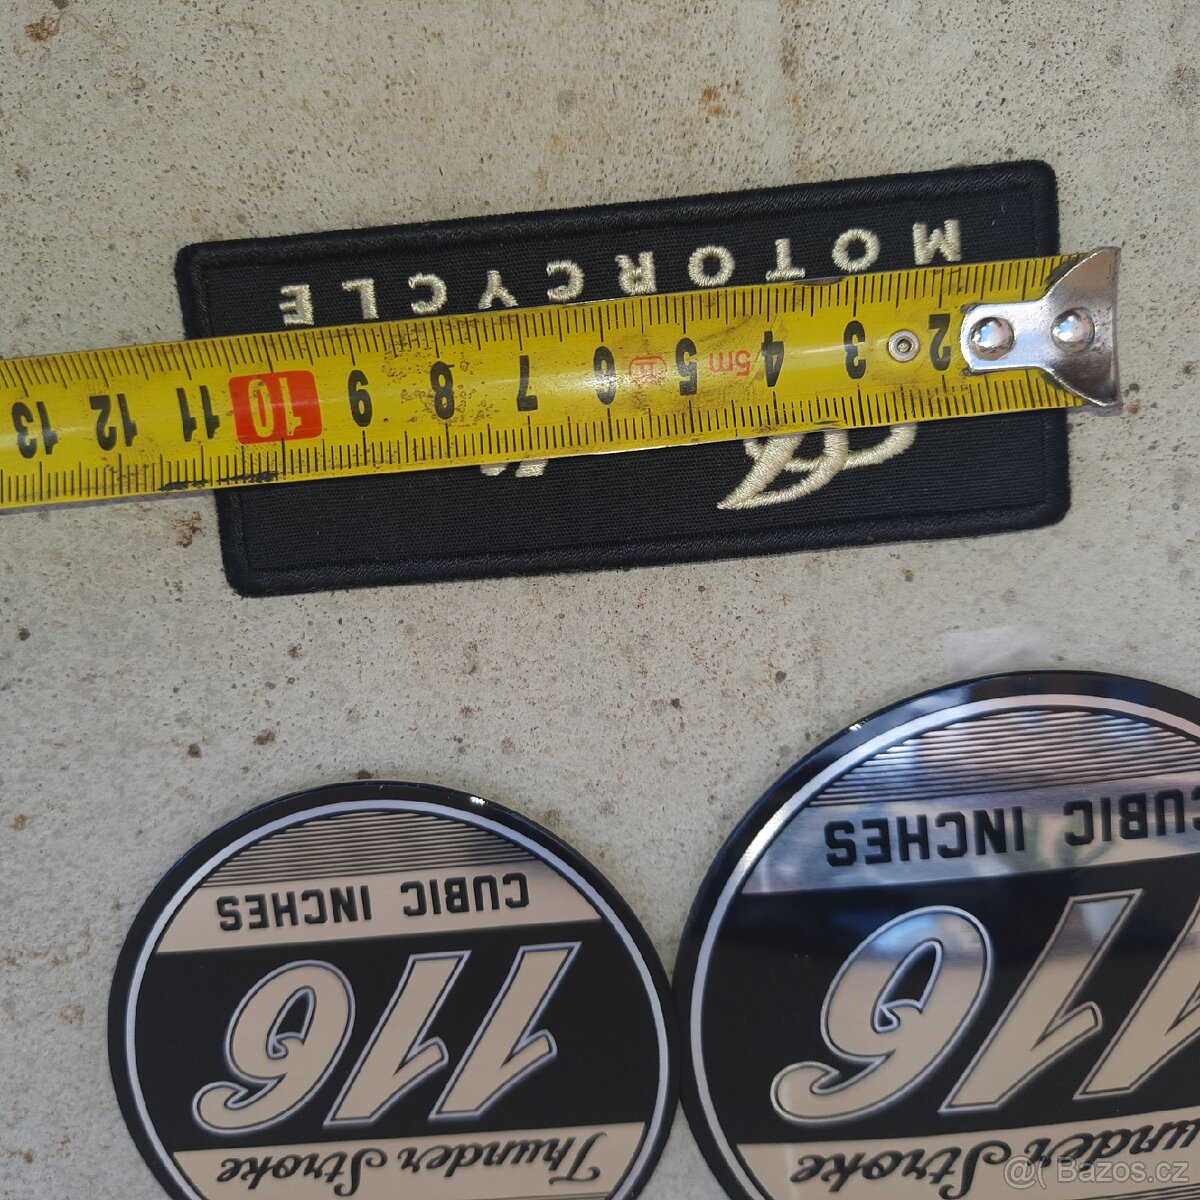 MOTORCYCLE
2 3 4 5m 5 6 7 8 9 10 11 12 13
CUBIC INCHES
116
Thunder Stroke
CUBIC INCHES
116
Thunder Stroke
@( Bazos.cz